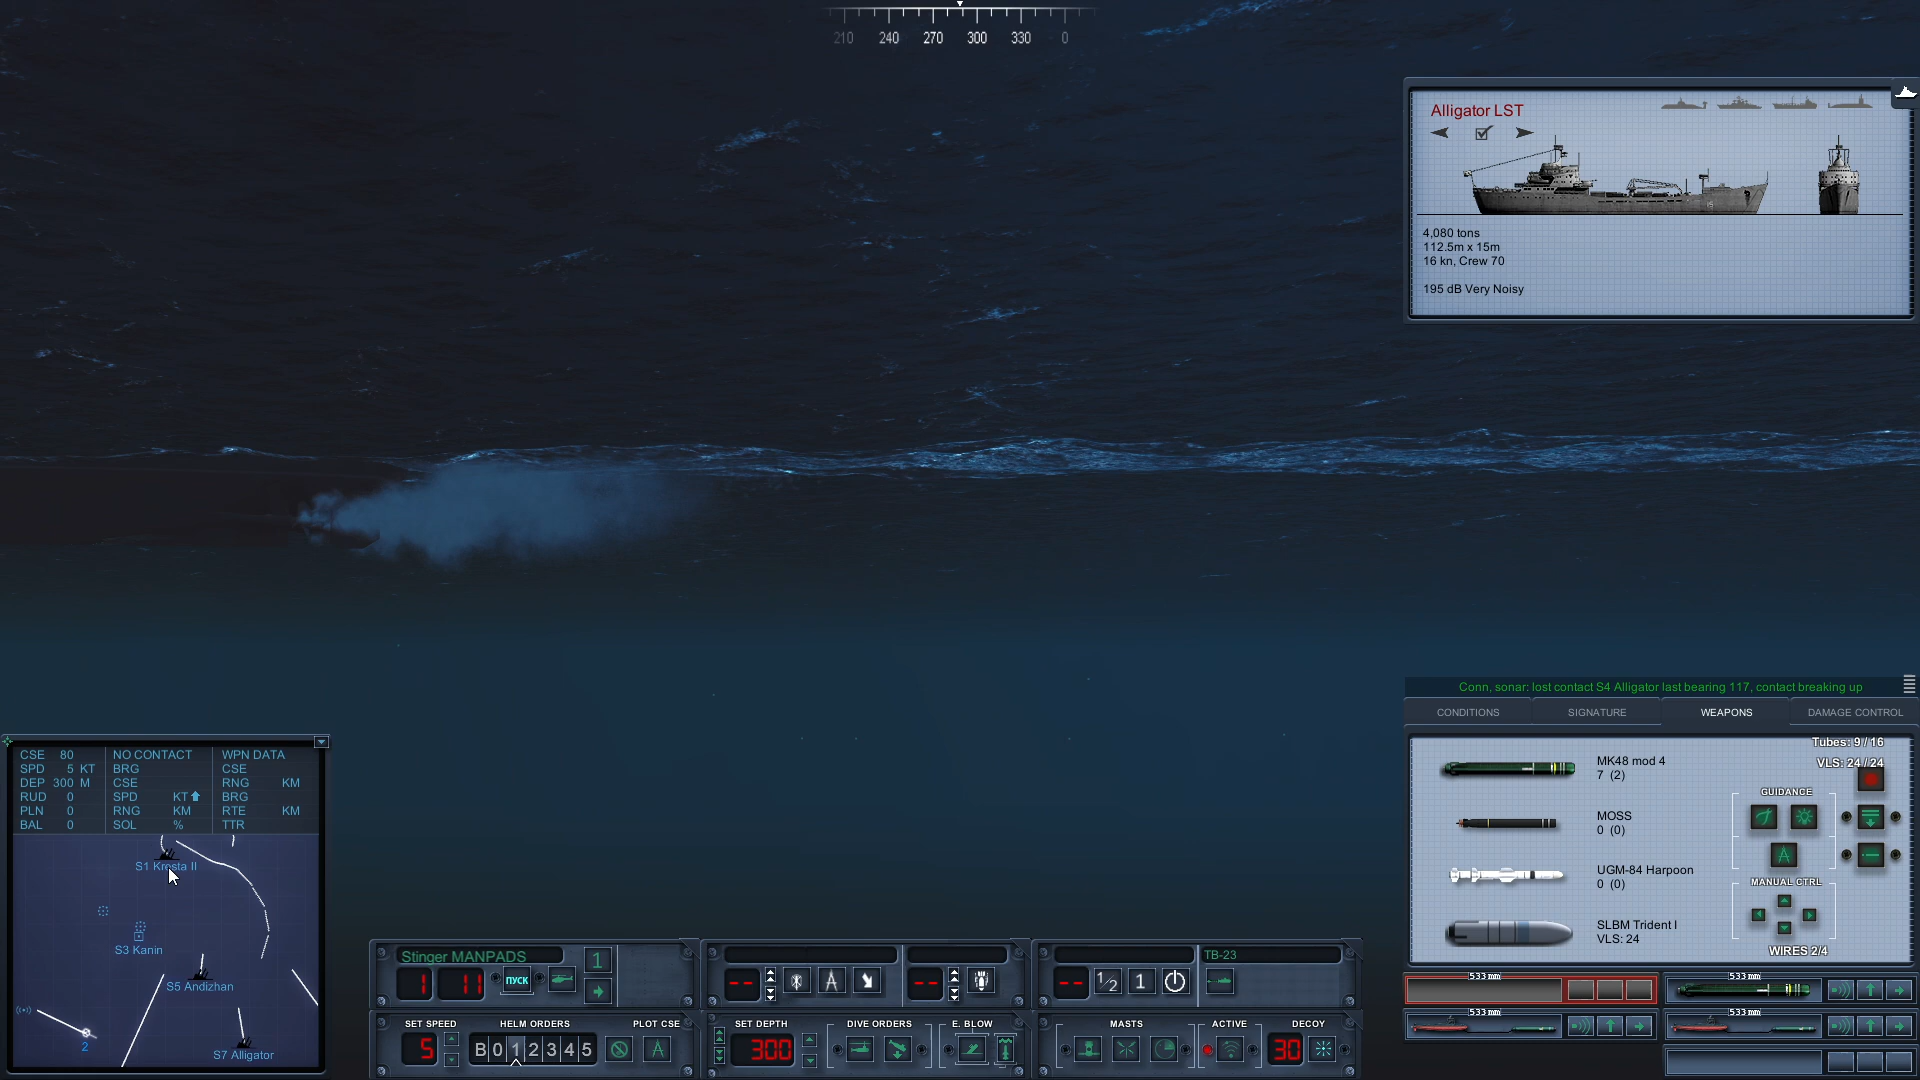 210 240 270 300 330 0
Alligator LST
4,080 tons
112.5m x 15m
16 kn, Crew 70
195 dB Very Noisy
Conn, sonar: lost contact S4 Alligator last bearing 117, contact breaking up
CONDITIONS SIGNATURE WEAPONS DAMAGE CONTROL
Tubes: 9 / 16
VLS: 24 / 24
MK48 mod 4
7 (2)
MOSS
0 (0)
UGM-84 Harpoon
0 (0)
SLBM Trident I
VLS: 24
GUIDANCE
MANUAL CTRL
WIRES 2/4
533 mm 533 mm
533 mm 533 mm
CSE 80 NO CONTACT WPN DATA
SPD 5 KT BRG CSE
DEP 300 M CSE RNG KM
RUD 0 SPD KT BRG
PLN 0 RNG KM RTE KM
BAL 0 SOL % TTR
S1 Kresta II
S3 Kanin
S5 Andizhan
S7 Alligator
2
Stinger MANPADS 1
1 11 ПУСК
-- -- -- 1/2 1
TB-23
SET SPEED HELM ORDERS PLOT CSE SET DEPTH DIVE ORDERS E. BLOW MASTS ACTIVE DECOY
5 B 0 1 2 3 4 5 300 30